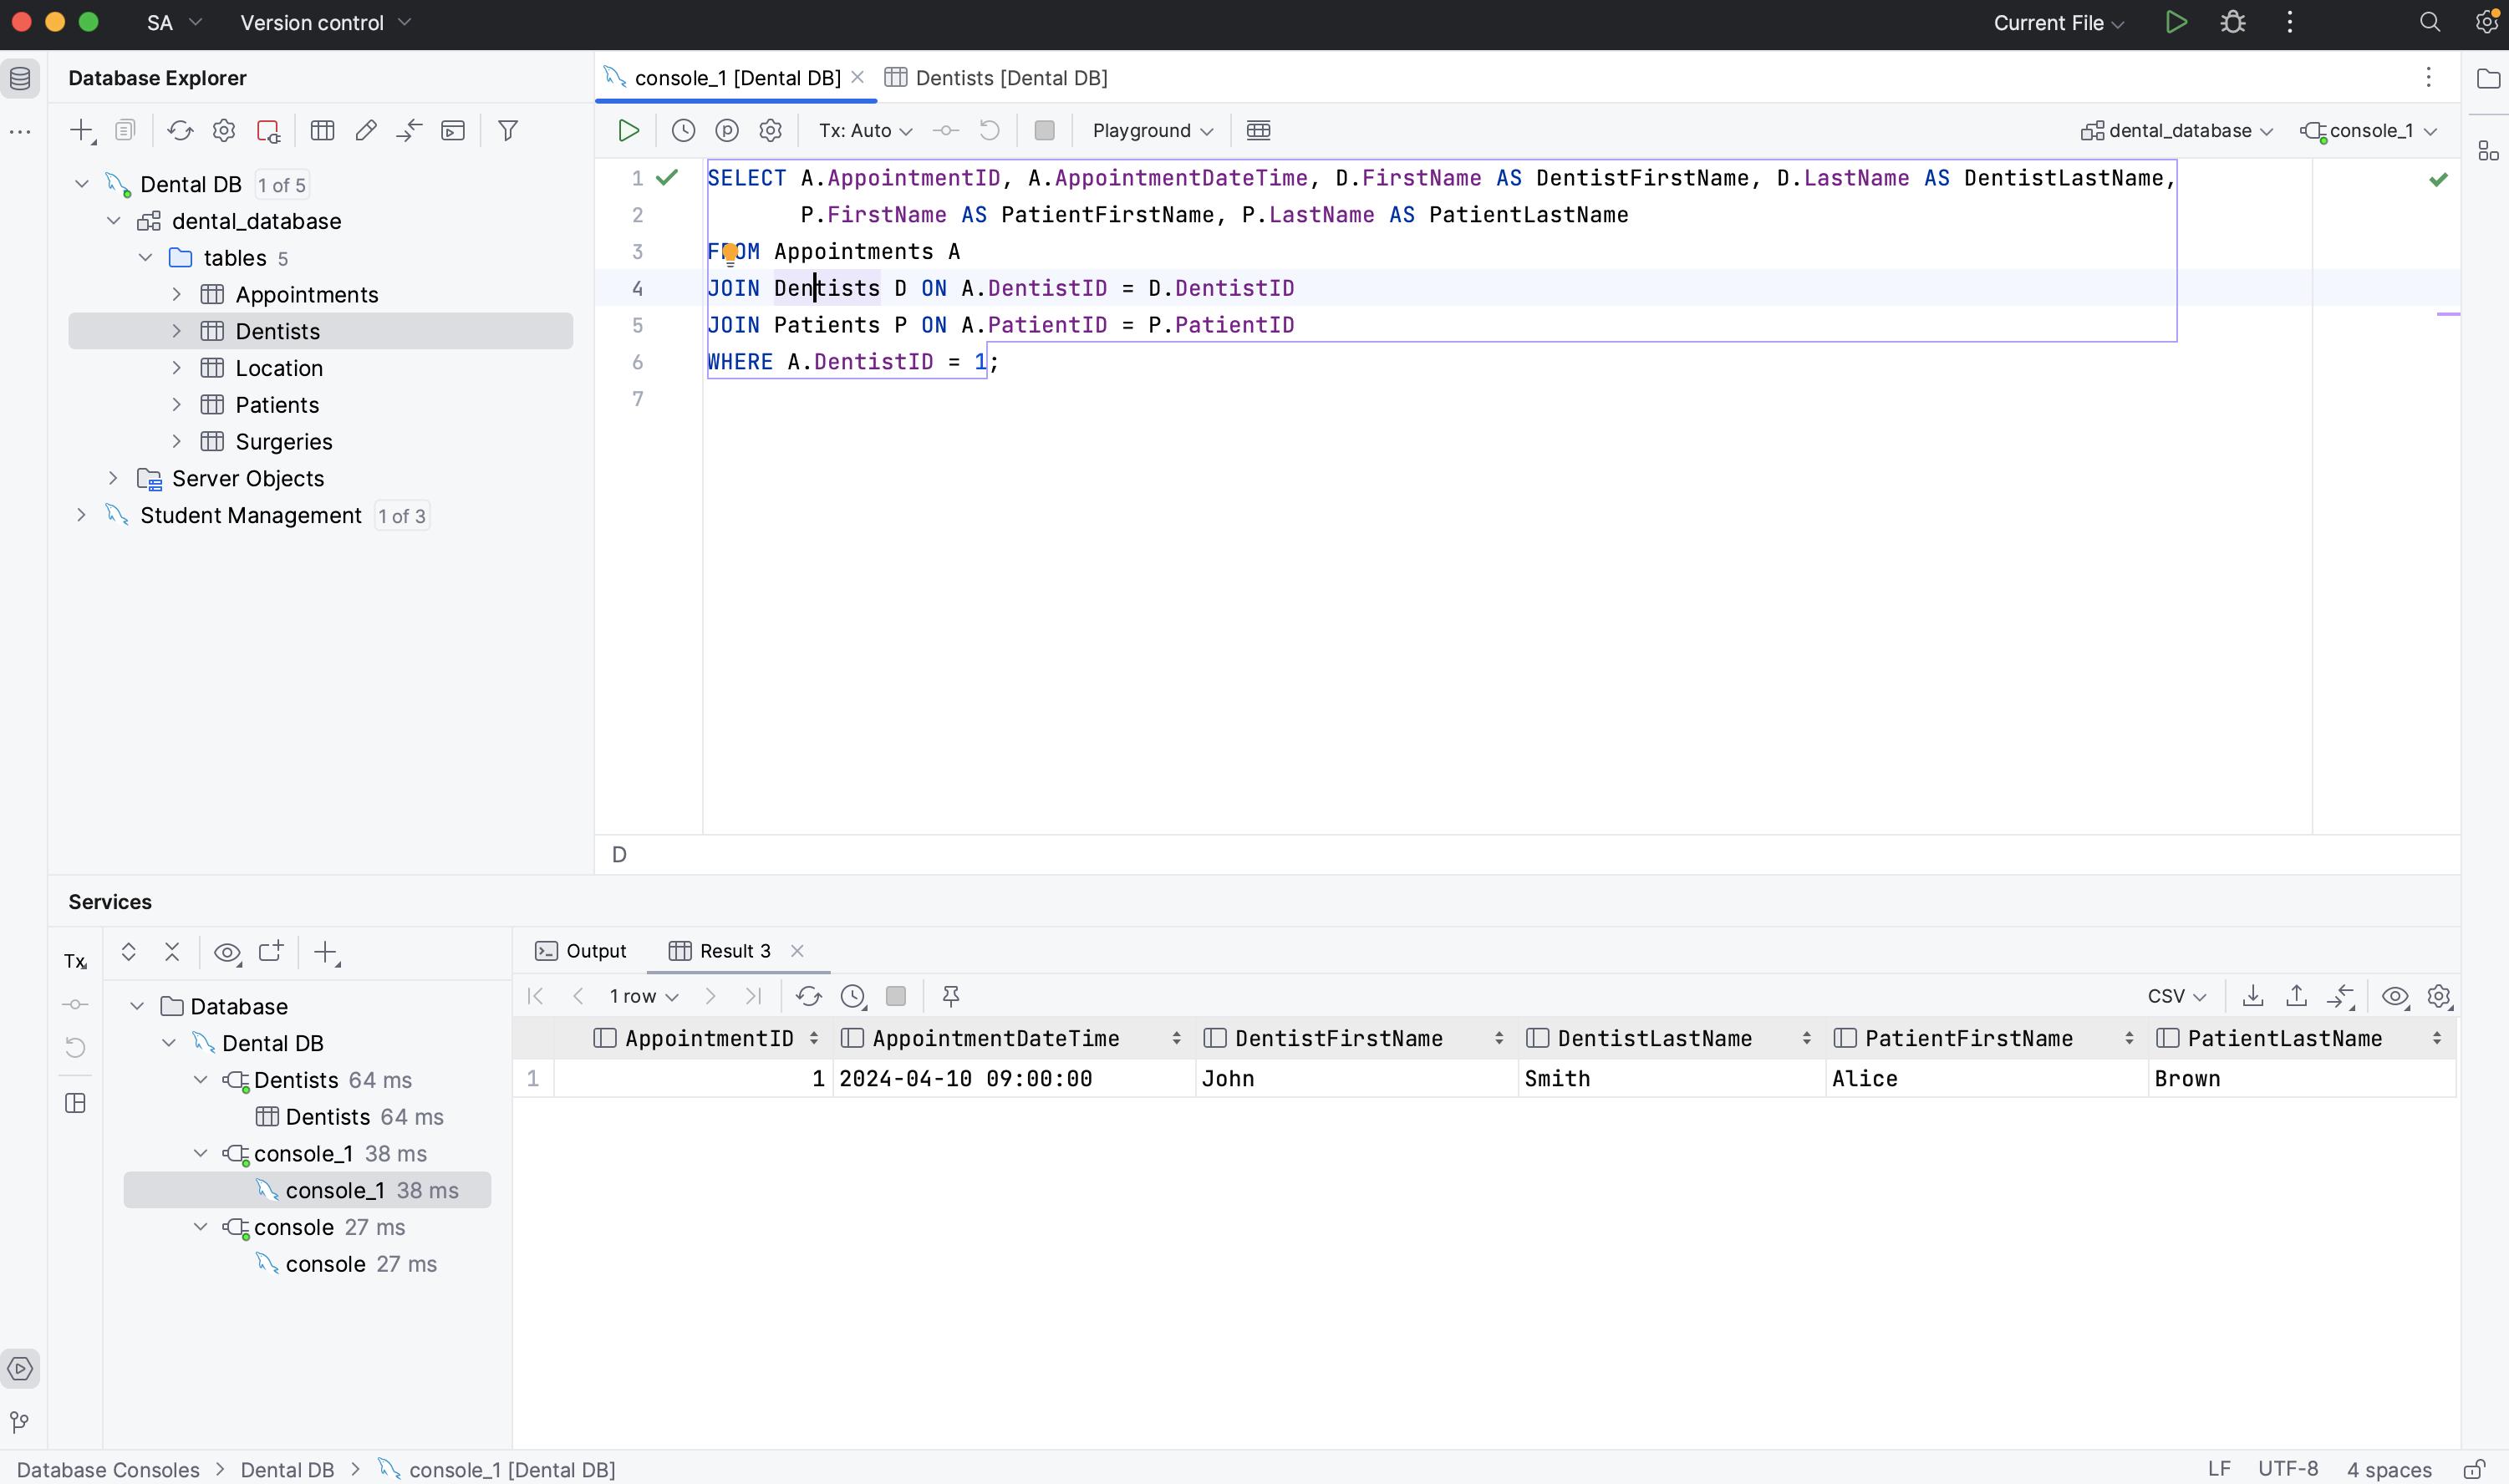 SA Version control Current File
Database Explorer
console_1 [Dental DB] Dentists [Dental DB]
Tx: Auto Playground dental_database console_1
Dental DB 1 of 5
dental_database
tables 5
Appointments
Dentists
Location
Patients
Surgeries
Server Objects
Student Management 1 of 3
1 SELECT A.AppointmentID, A.AppointmentDateTime, D.FirstName AS DentistFirstName, D.LastName AS DentistLastName,
2 P.FirstName AS PatientFirstName, P.LastName AS PatientLastName
3 FROM Appointments A
4 JOIN Dentists D ON A.DentistID = D.DentistID
5 JOIN Patients P ON A.PatientID = P.PatientID
6 WHERE A.DentistID = 1;
7
D
Services
Tx
Database
Dental DB
Dentists 64 ms
Dentists 64 ms
console_1 38 ms
console_1 38 ms
console 27 ms
console 27 ms
Output Result 3
1 row CSV
AppointmentID AppointmentDateTime DentistFirstName DentistLastName PatientFirstName PatientLastName
1 1 2024-04-10 09:00:00 John Smith Alice Brown
Database Consoles Dental DB console_1 [Dental DB] LF UTF-8 4 spaces